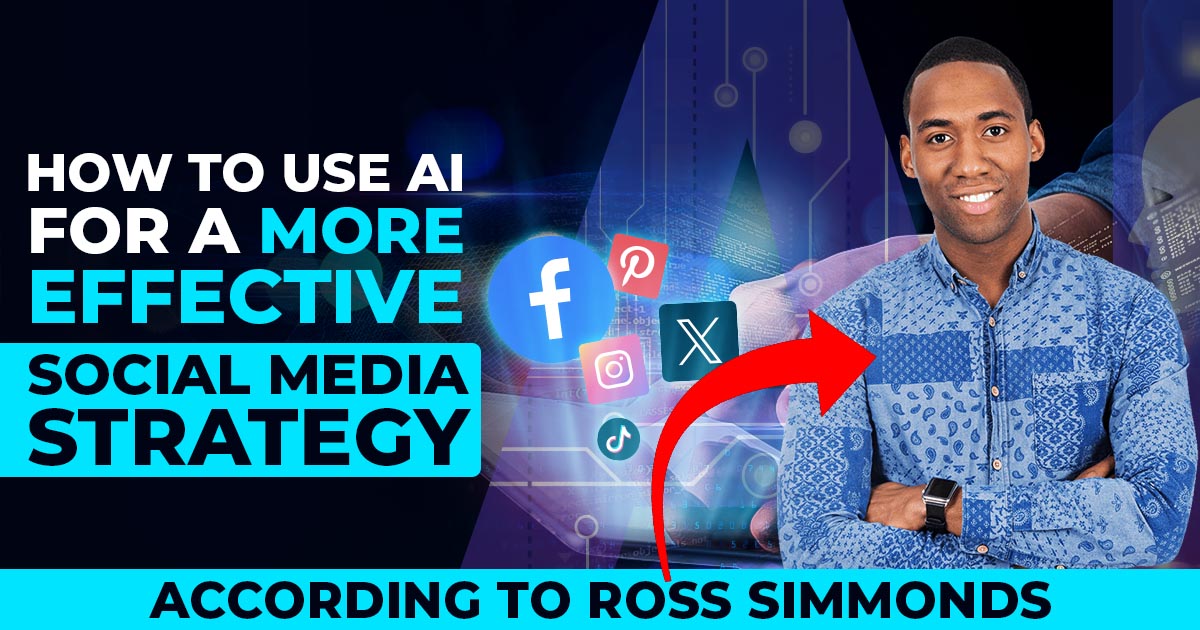 HOW TO USE AI
FOR A MORE
EFFECTIVE
SOCIAL MEDIA
STRATEGY
ACCORDING TO ROSS SIMMONDS